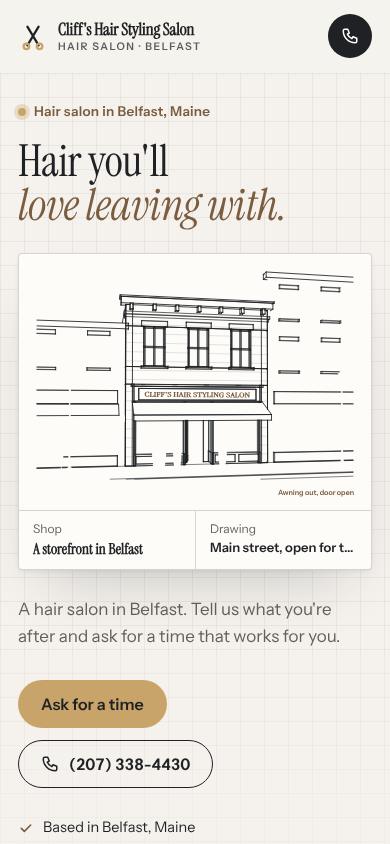 Cliff's Hair Styling Salon
HAIR SALON · BELFAST
Hair salon in Belfast, Maine
Hair you'll
love leaving with.
CLIFF'S HAIR STYLING SALON
Awning out, door open
Shop
A storefront in Belfast
Drawing
Main street, open for t...
A hair salon in Belfast. Tell us what you're
after and ask for a time that works for you.
Ask for a time
(207) 338-4430
Based in Belfast, Maine